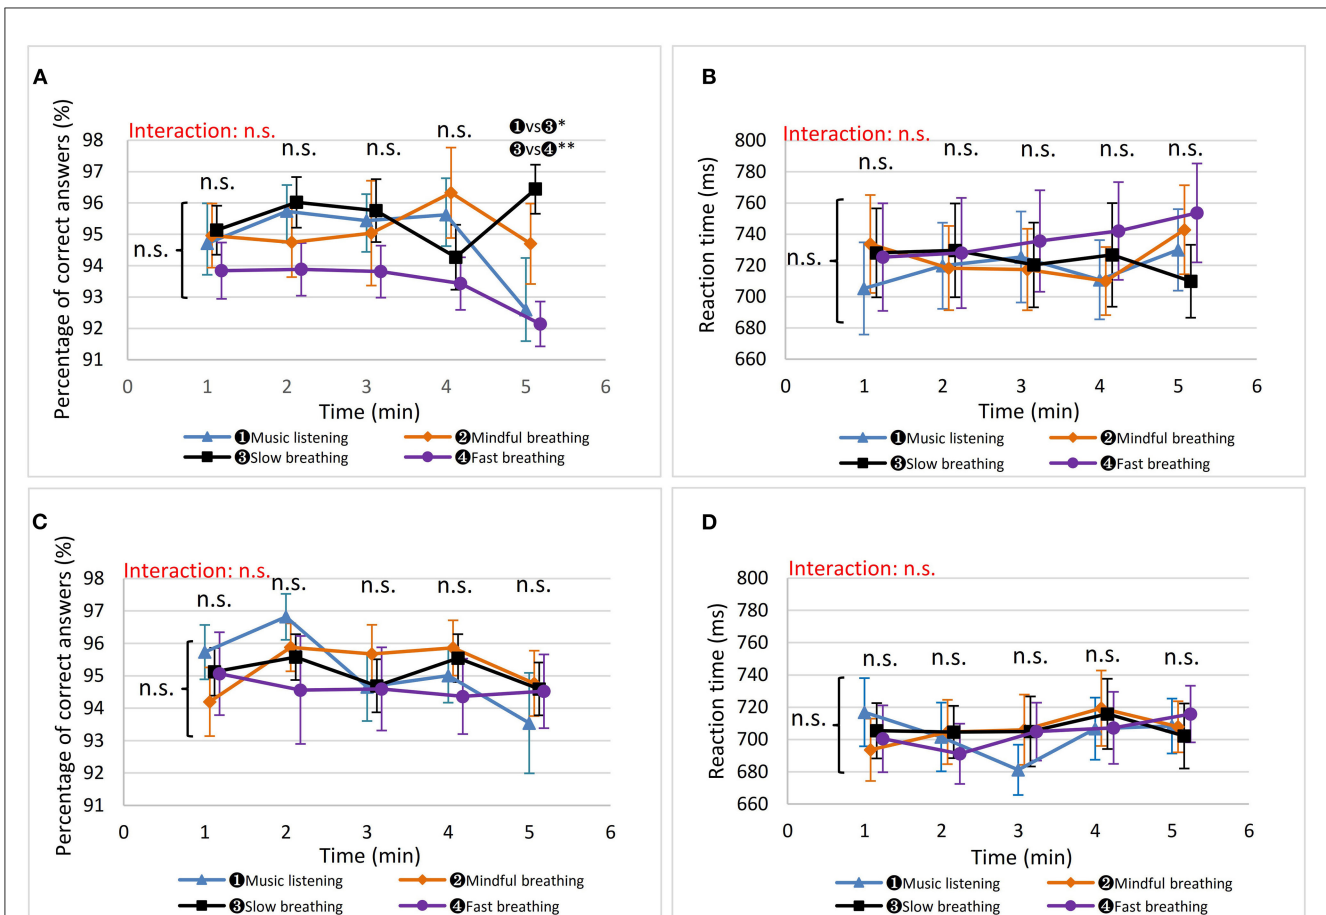 A
Percentage of correct answers (%)
Interaction: n.s.
98
97
96
95
94
93
92
91
n.s.
n.s.
n.s.
n.s.
n.s.
❶vs❸*
❸vs❹**
0 1 2 3 4 5 6
Time (min)
❶Music listening ❷Mindful breathing
❸Slow breathing ❹Fast breathing
B
Reaction time (ms)
Interaction: n.s.
800
780
760
740
720
700
680
660
n.s.
n.s. n.s. n.s. n.s. n.s.
0 1 2 3 4 5 6
Time (min)
❶Music listening ❷Mindful breathing
❸Slow breathing ❹Fast breathing
C
Percentage of correct answers (%)
Interaction: n.s.
98
97
96
95
94
93
92
91
n.s.
n.s. n.s. n.s. n.s. n.s.
0 1 2 3 4 5 6
Time (min)
❶Music listening ❷Mindful breathing
❸Slow breathing ❹Fast breathing
D
Reaction time (ms)
Interaction: n.s.
800
780
760
740
720
700
680
660
n.s.
n.s. n.s. n.s. n.s. n.s.
0 1 2 3 4 5 6
Time (min)
❶Music listening ❷Mindful breathing
❸Slow breathing ❹Fast breathing